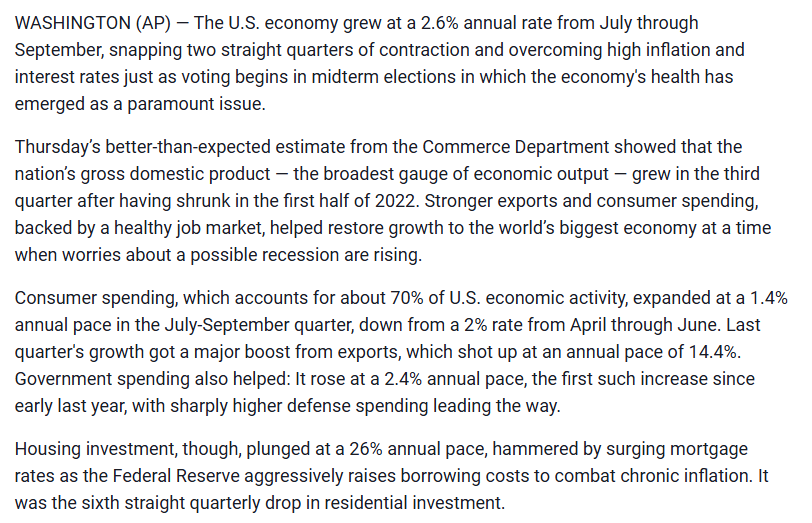 WASHINGTON (AP) — The U.S. economy grew at a 2.6% annual rate from July through
September, snapping two straight quarters of contraction and overcoming high inflation and
interest rates just as voting begins in midterm elections in which the economy's health has
emerged as a paramount issue.
Thursday’s better-than-expected estimate from the Commerce Department showed that the
nation’s gross domestic product — the broadest gauge of economic output — grew in the third
quarter after having shrunk in the first half of 2022. Stronger exports and consumer spending,
backed by a healthy job market, helped restore growth to the world’s biggest economy at a time
when worries about a possible recession are rising.
Consumer spending, which accounts for about 70% of U.S. economic activity, expanded at a 1.4%
annual pace in the July-September quarter, down from a 2% rate from April through June. Last
quarter's growth got a major boost from exports, which shot up at an annual pace of 14.4%.
Government spending also helped: It rose at a 2.4% annual pace, the first such increase since
early last year, with sharply higher defense spending leading the way.
Housing investment, though, plunged at a 26% annual pace, hammered by surging mortgage
rates as the Federal Reserve aggressively raises borrowing costs to combat chronic inflation. It
was the sixth straight quarterly drop in residential investment.